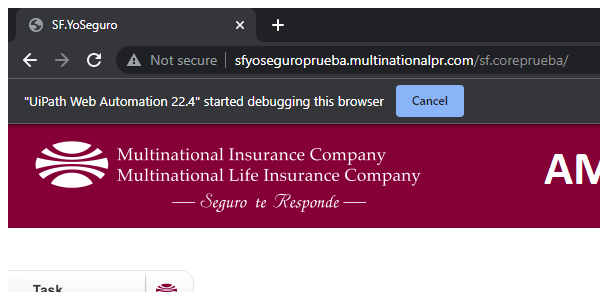 SF.YoSeguro
Not secure | sfyoseguroprueba.multinationalpr.com/sf.coreprueba/
"UiPath Web Automation 22.4" started debugging this browser Cancel
Multinational Insurance Company
Multinational Life Insurance Company
Seguro te Responde
AM
Task